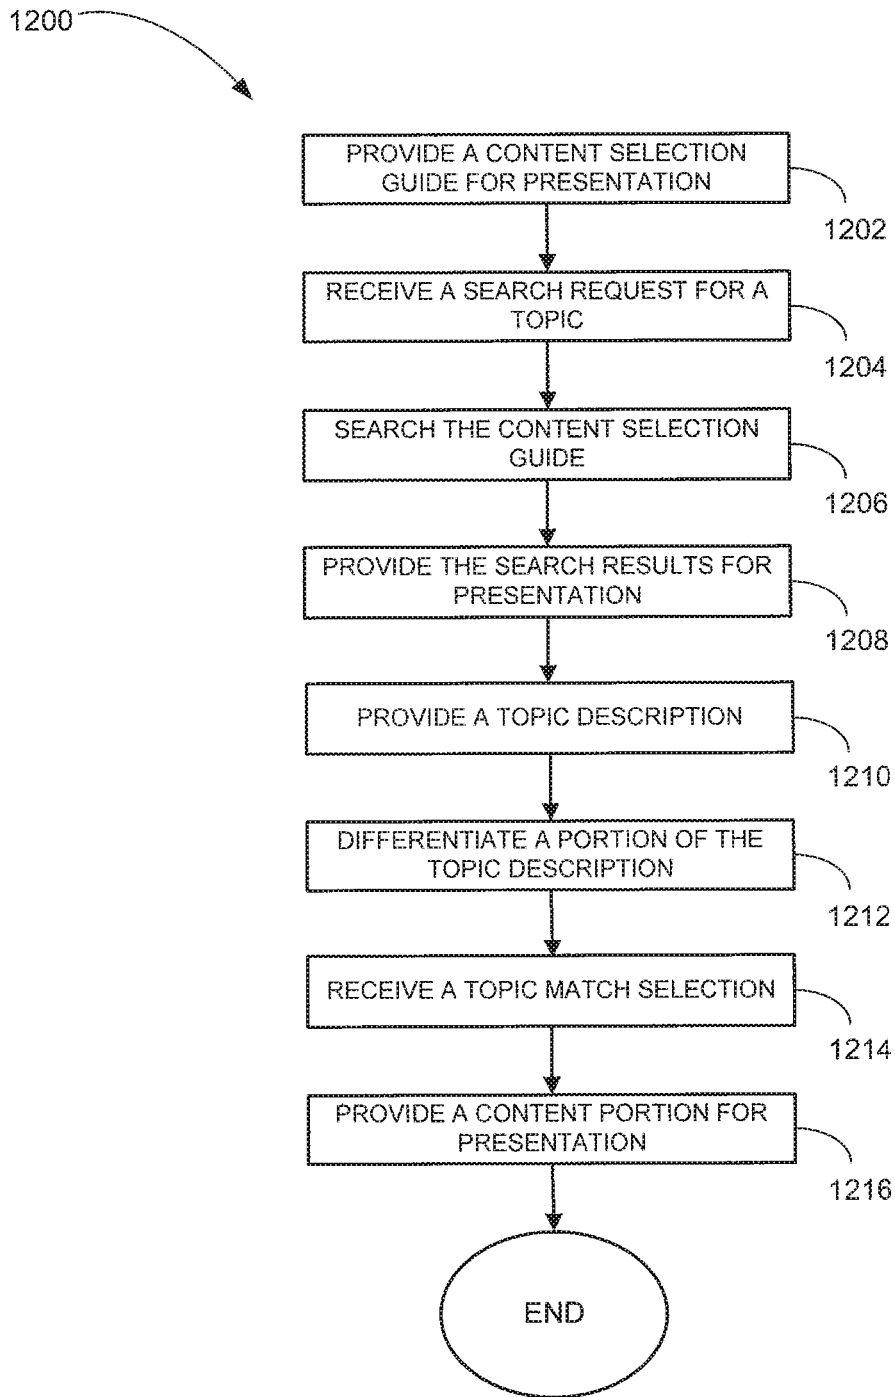 1200
PROVIDE A CONTENT SELECTION
GUIDE FOR PRESENTATION
1202
RECEIVE A SEARCH REQUEST FOR A
TOPIC
1204
SEARCH THE CONTENT SELECTION
GUIDE
1206
PROVIDE THE SEARCH RESULTS FOR
PRESENTATION
1208
PROVIDE A TOPIC DESCRIPTION
1210
DIFFERENTIATE A PORTION OF THE
TOPIC DESCRIPTION
1212
RECEIVE A TOPIC MATCH SELECTION
1214
PROVIDE A CONTENT PORTION FOR
PRESENTATION
1216
END